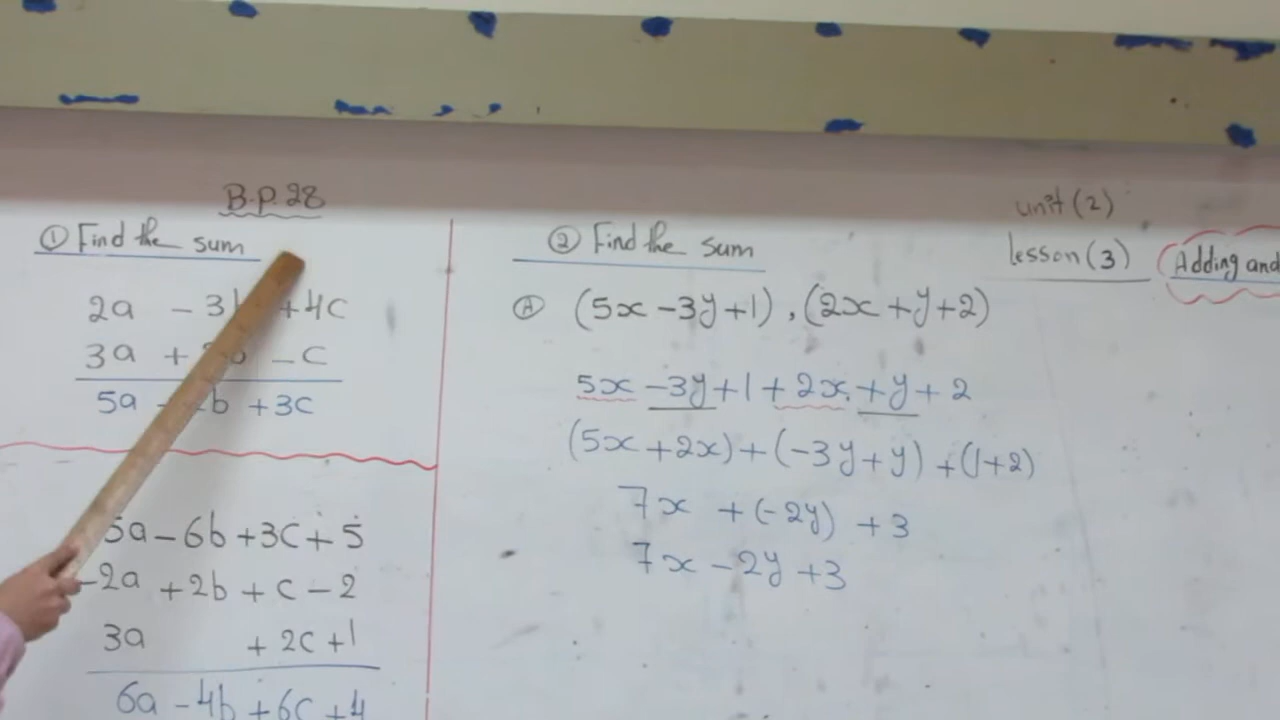 B.P.28
① Find the sum
2a - 3 +4c
3a + - c
5a b +3c
5a - 6b + 3c + 5
-2a + 2b + c - 2
3a + 2c + 1
6a - 4b + 6c + 4
② Find the sum
Ⓐ (5x - 3y + 1) , (2x + y + 2)
5x - 3y + 1 + 2x + y + 2
(5x + 2x) + (-3y + y) + (1+2)
7x + (-2y) + 3
7x - 2y + 3
unit (2)
lesson (3)
Adding and